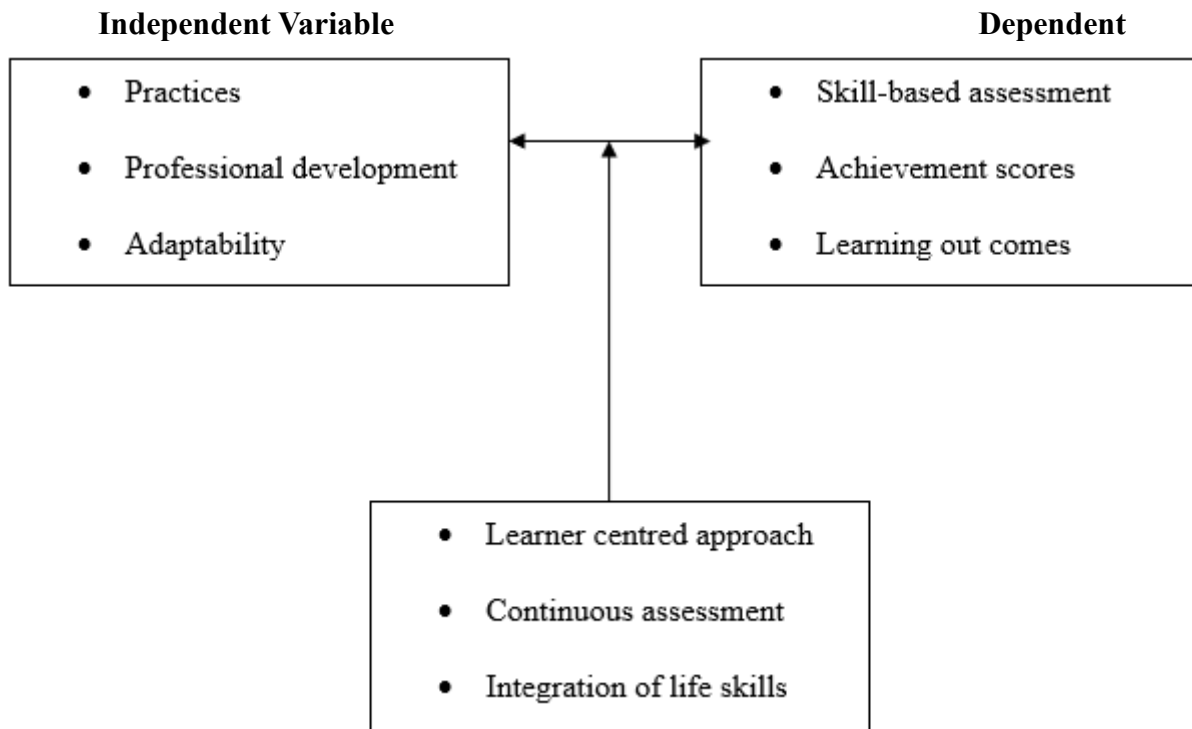 Independent Variable
Dependent
• Practices
• Professional development
• Adaptability
• Skill-based assessment
• Achievement scores
• Learning out comes
• Learner centred approach
• Continuous assessment
• Integration of life skills